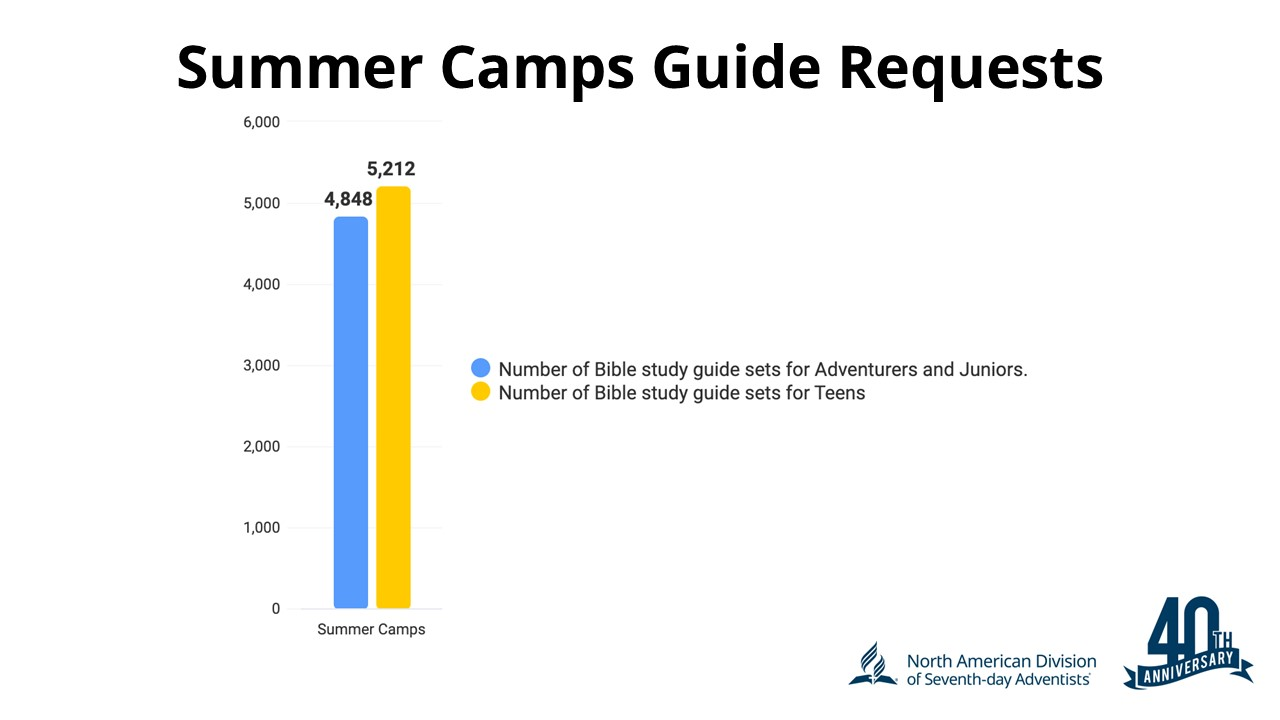 Summer Camps Guide Requests
6,000
5,212
4,848
5,000
4,000
3,000
Number of Bible study guide sets for Adventurers and Juniors.
Number of Bible study guide sets for Teens
2,000
1,000
0
Summer Camps
North American Division
of Seventh-day Adventists
40TH
ANNIVERSARY